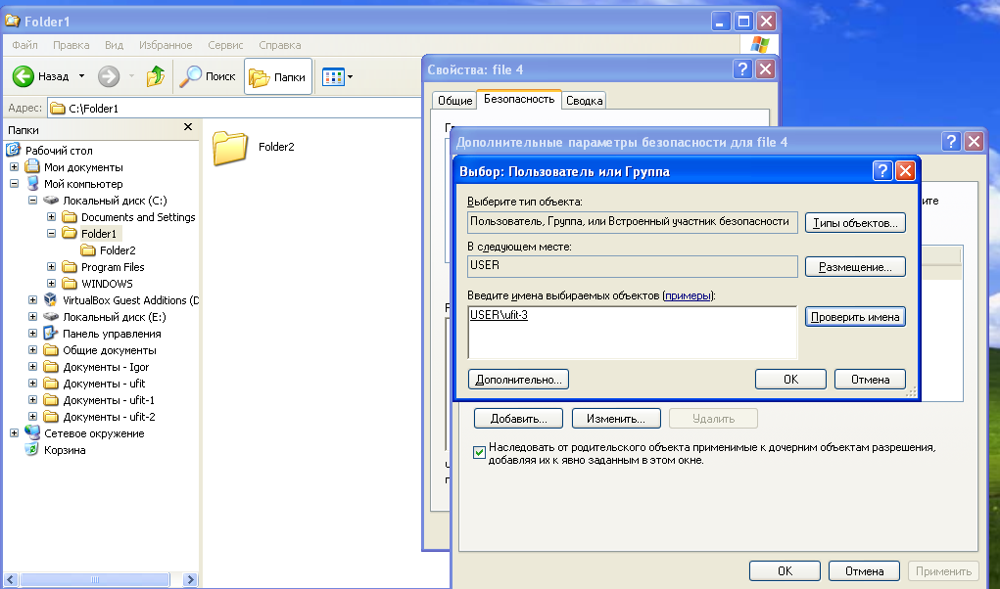 Folder1
Файл Правка Вид Избранное Сервис Справка
Назад Поиск Папки
Адрес: C:\Folder1
Папки
Рабочий стол
Мои документы
Мой компьютер
Локальный диск (C:)
Documents and Settings
Folder1
Folder2
Program Files
WINDOWS
VirtualBox Guest Additions (D
Локальный диск (E:)
Панель управления
Общие документы
Документы - Igor
Документы - ufit
Документы - ufit-1
Документы - ufit-2
Сетевое окружение
Корзина
Folder2
Свойства: file 4
Общие Безопасность Сводка
Дополнительные параметры безопасности для file 4
Выбор: Пользователь или Группа
Выберите тип объекта:
Пользователь, Группа, или Встроенный участник безопасности Типы объектов...
В следующем месте:
USER Размещение...
Введите имена выбираемых объектов (примеры):
USER\ufit-3 Проверить имена
Дополнительно... ОК Отмена
Добавить... Изменить... Удалить
Наследовать от родительского объекта применимые к дочерним объектам разрешения,
добавляя их к явно заданным в этом окне.
ОК Отмена Применить